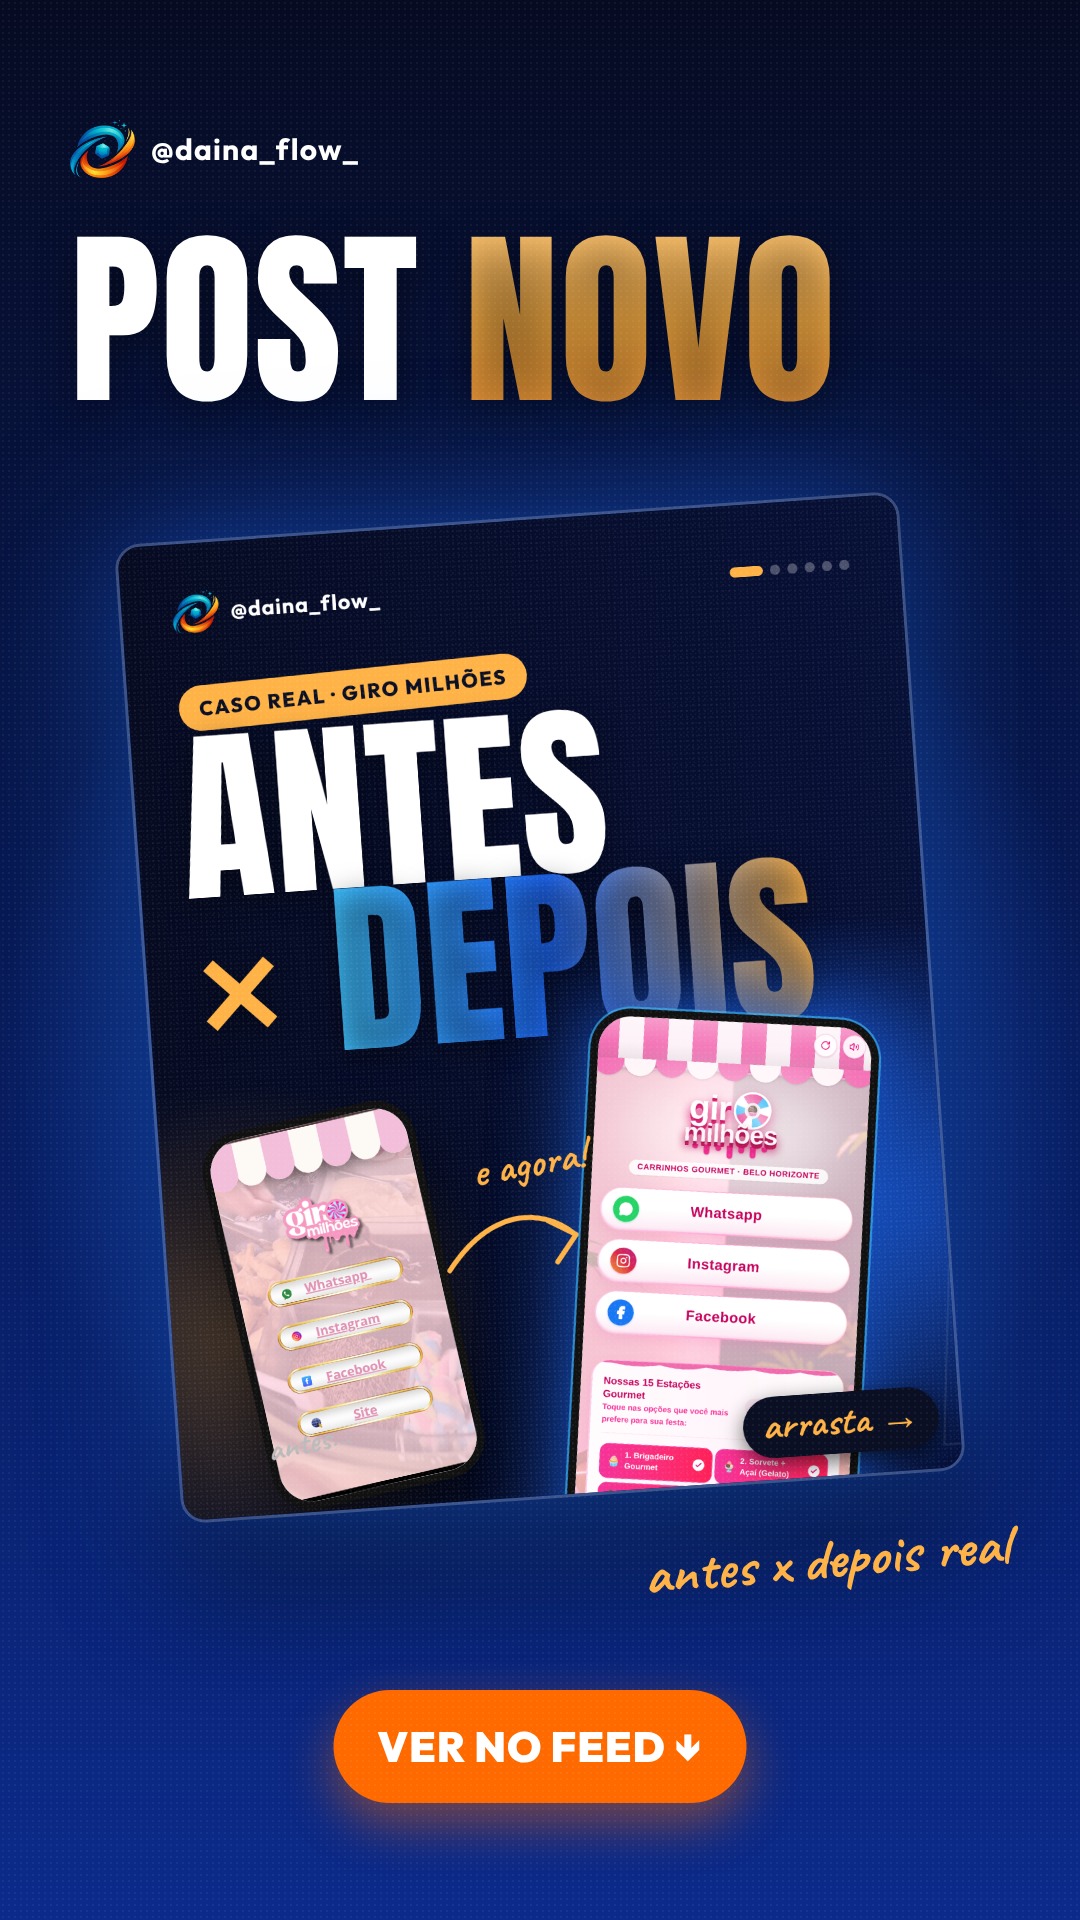 @daina_flow_
POST NOVO
@daina_flow_
CASO REAL · GIRO MILHÕES
ANTES
× DEPOIS
e agora!
giro
milhões
Whatsapp
Instagram
Facebook
Site
antes
giro
milhões
CARRINHOS GOURMET · BELO HORIZONTE
Whatsapp
Instagram
Facebook
Nossas 15 Estações
Gourmet
Toque nas opções que você mais
prefere para sua festa:
1. Brigadeiro
Gourmet
2. Sorvete +
Açaí (Gelato)
arrasta →
antes x depois real
VER NO FEED ↓